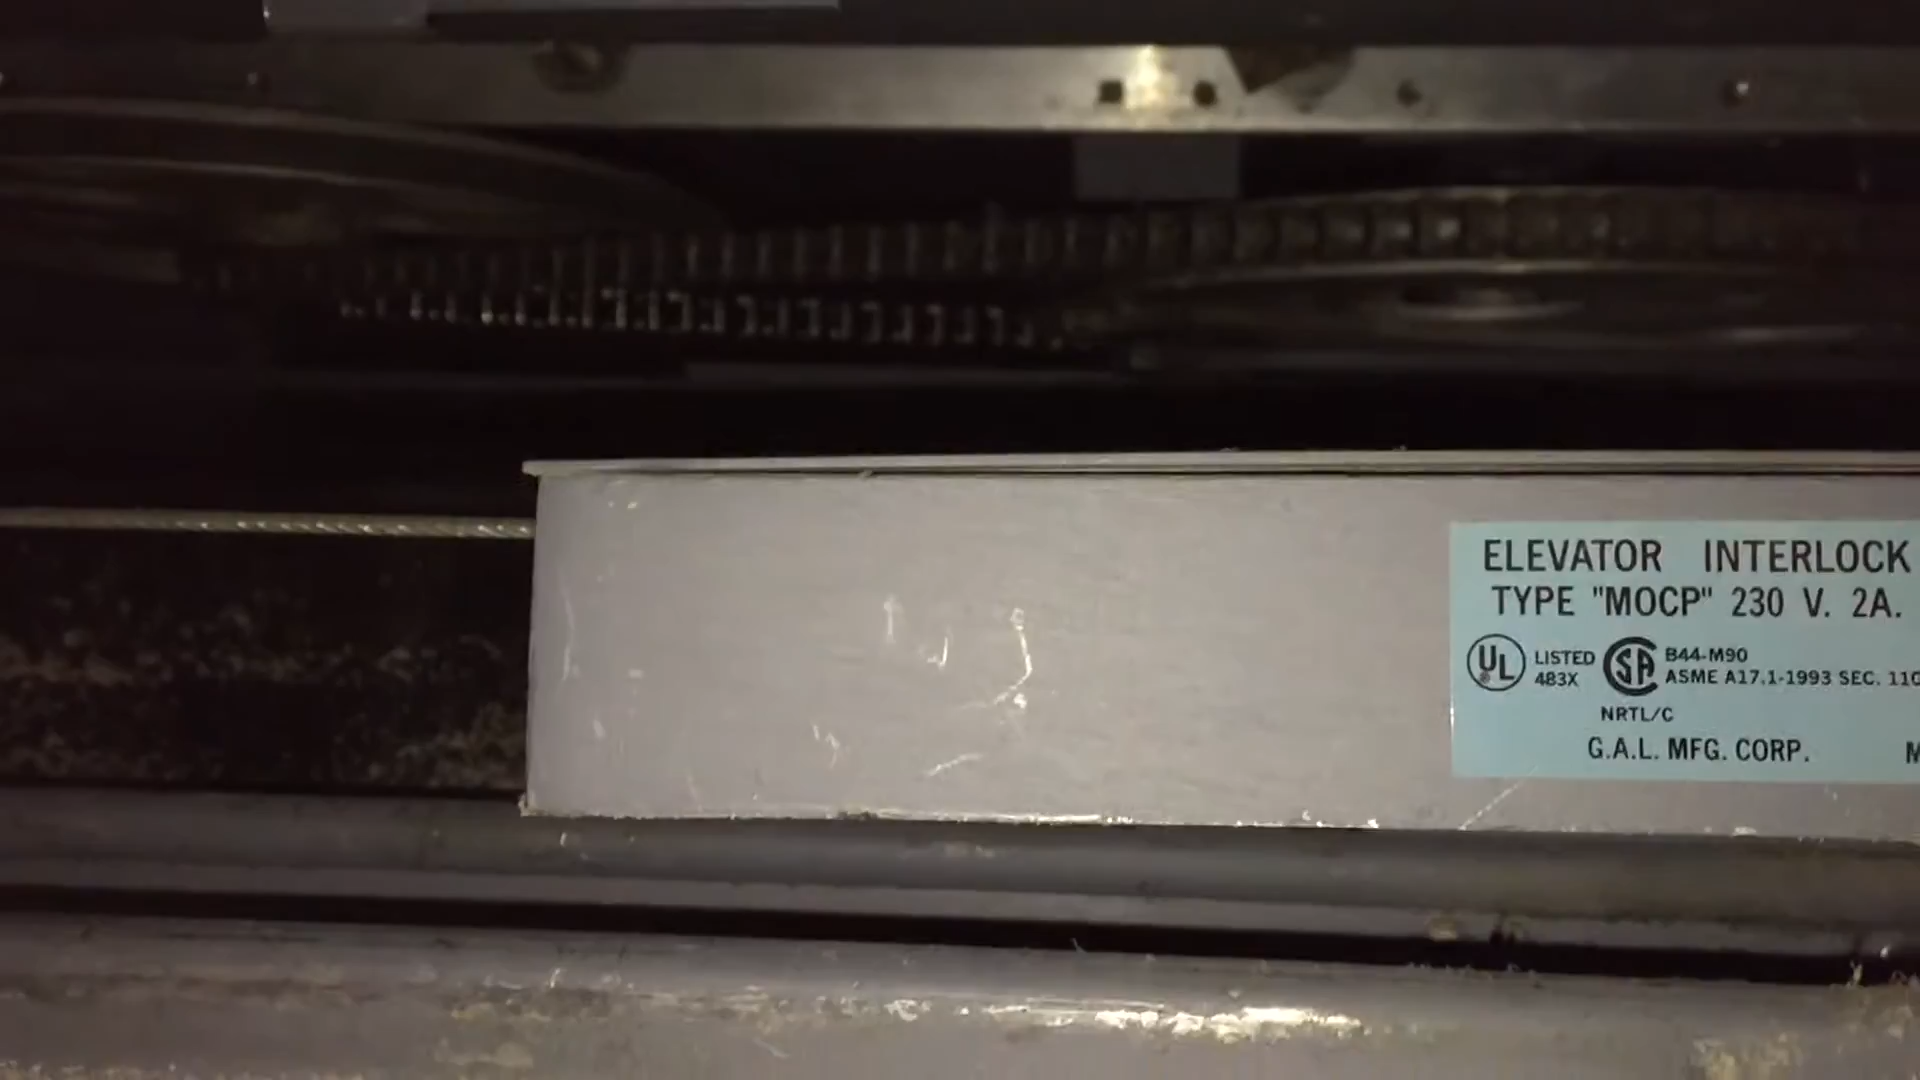 ELEVATOR INTERLOCK
TYPE "MOCP" 230 V. 2A.
UL LISTED 483X
SA B44-M90
ASME A17.1-1993 SEC.
NRTL/C
G.A.L. MFG. CORP.